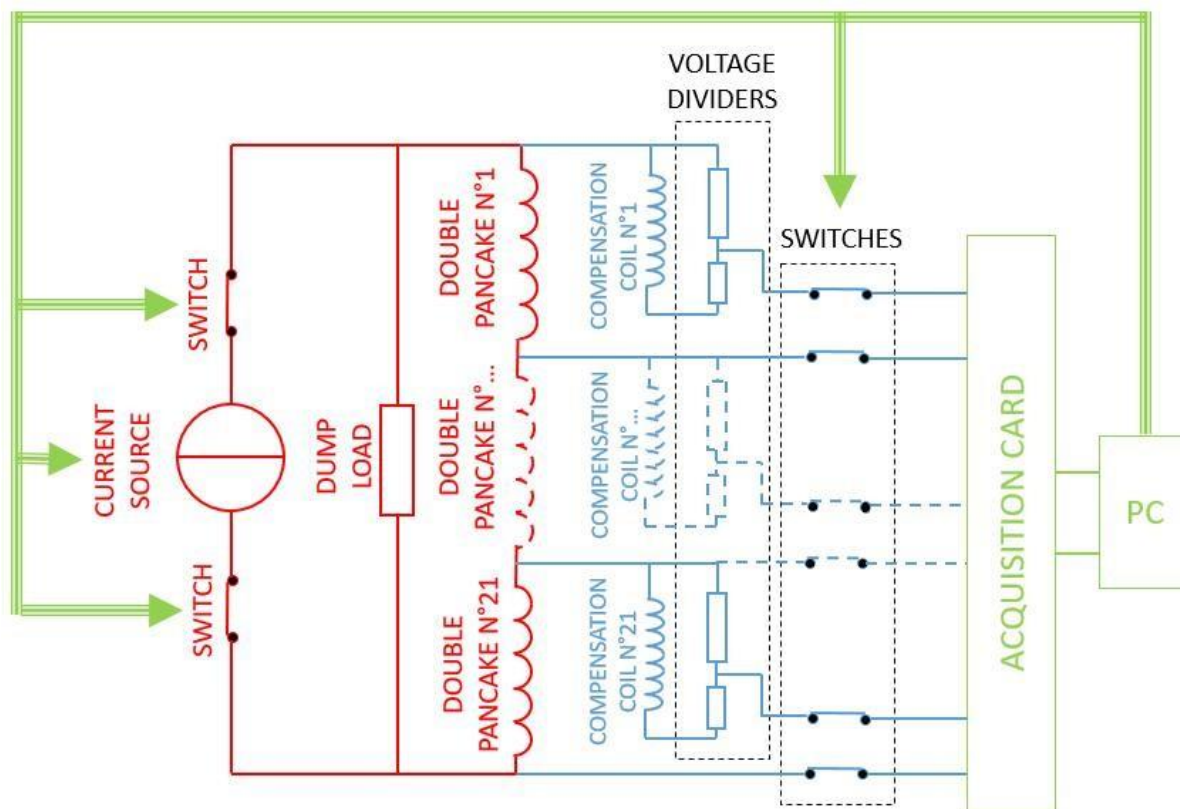 VOLTAGE
DIVIDERS
SWITCHES
SWITCH
CURRENT
SOURCE
SWITCH
DUMP
LOAD
DOUBLE
PANCAKE N°1
DOUBLE
PANCAKE N°...
DOUBLE
PANCAKE N°21
COMPENSATION
COIL N°1
COMPENSATION
COIL N°...
COMPENSATION
COIL N°21
ACQUISITION CARD
PC